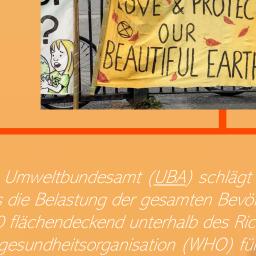 LOVE & PROTEC
OUR
BEAUTIFUL EARTH
?
Umweltbundesamt (UBA) schlägt
die Belastung der gesamten Bevö
flächendeckend unterhalb des Ric
gesundheitsorganisation (WHO) fü